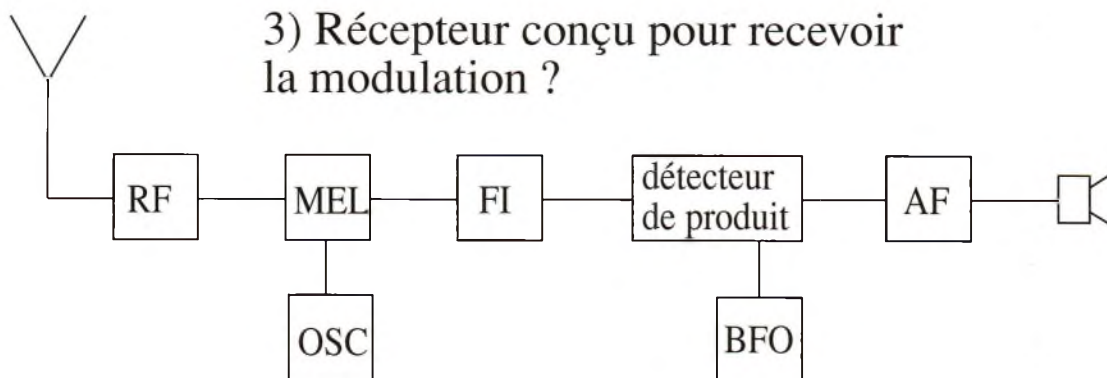 3) Récepteur conçu pour recevoir
la modulation ?
RF
MEL
FI
détecteur
de produit
AF
OSC
BFO